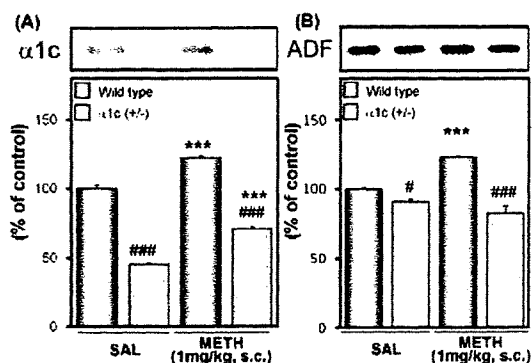 (A)
α1c
Wild type
α1c (+/-)
(% of control)
150
100
50
0
###
***
***
###
SAL
METH
(1mg/kg, s.c.)
(B)
ADF
Wild type
α1c (+/-)
(% of control)
150
100
50
0
#
***
###
SAL
METH
(1mg/kg, s.c.)